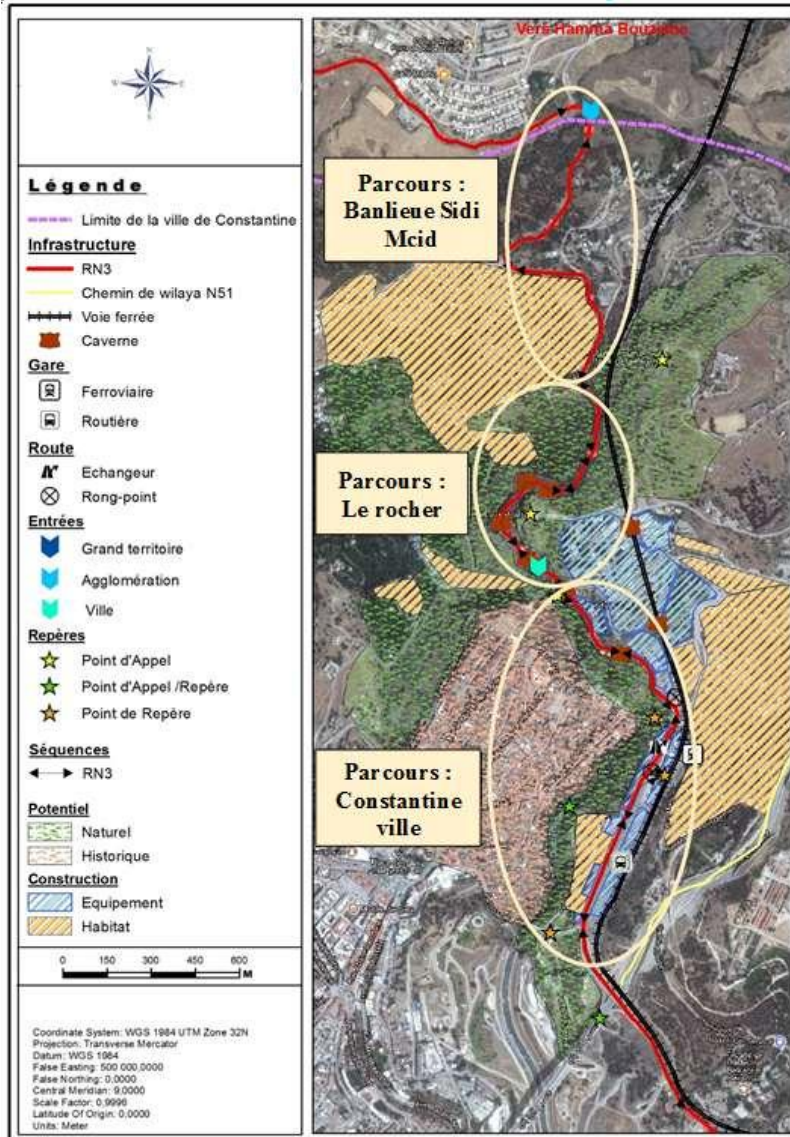 Légende
Limite de la ville de Constantine
Infrastructure
RN3
Chemin de wilaya N51
Voie ferrée
Caverne
Gare
Ferroviaire
Routière
Route
Echangeur
Rong-point
Entrées
Grand territoire
Agglomération
Ville
Repères
Point d'Appel
Point d'Appel /Repère
Point de Repère
Séquences
RN3
Potentiel
Naturel
Historique
Construction
Equipement
Habitat
0 150 300 450 600
M
Coordinate System: WGS 1984 UTM Zone 32N
Projection: Transverse Mercator
Datum: WGS 1984
False Easting: 500 000,0000
False Northing: 0,0000
Central Meridian: 9,0000
Scale Factor: 0,9996
Latitude Of Origin: 0,0000
Units: Meter
Vers Hamma Bouziane
Parcours :
Banlieue Sidi
Mcid
Parcours :
Le rocher
Parcours :
Constantine
ville